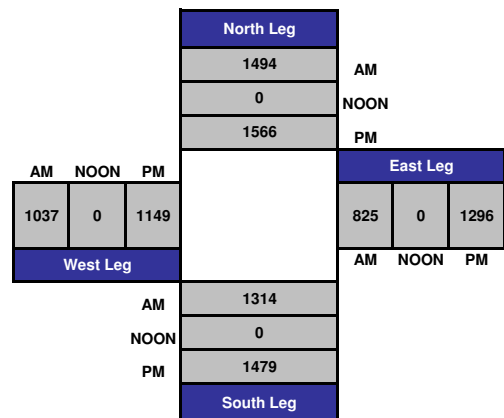 North Leg
1494 AM
0 NOON
1566 PM
AM NOON PM
East Leg
1037 0 1149
825 0 1296
West Leg
AM NOON PM
AM 1314
NOON 0
PM 1479
South Leg